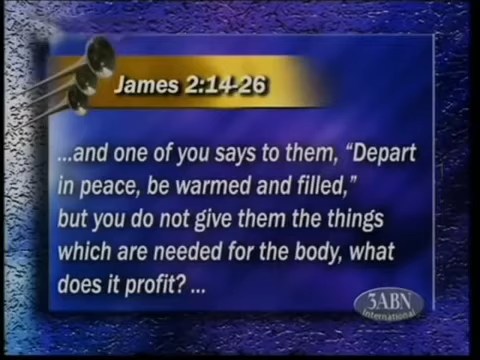 James 2:14-26
...and one of you says to them, "Depart
in peace, be warmed and filled,"
but you do not give them the things
which are needed for the body, what
does it profit? ...
3ABN
International